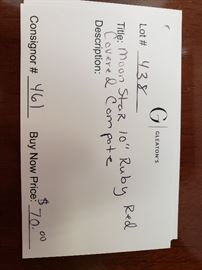 Lot # 438
G
GLEATON'S
Title: Moon Star 10" Ruby Red
Covered Compote
Description:
Consignor # 461
Buy Now Price: $70.00